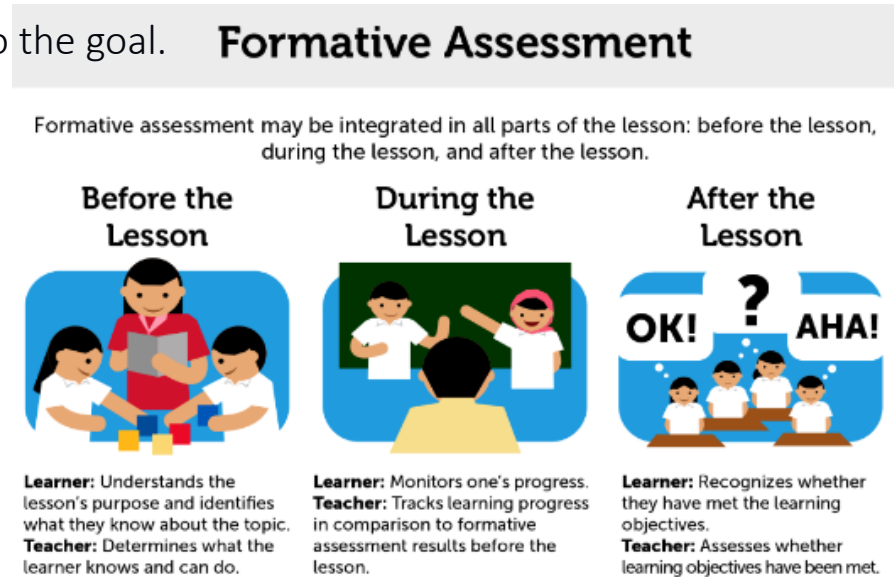 the goal.
Formative Assessment
Formative assessment may be integrated in all parts of the lesson: before the lesson,
during the lesson, and after the lesson.
Before the
Lesson
During the
Lesson
After the
Lesson
OK!
?
AHA!
Learner: Understands the
lesson's purpose and identifies
what they know about the topic.
Teacher: Determines what the
learner knows and can do.
Learner: Monitors one's progress.
Teacher: Tracks learning progress
in comparison to formative
assessment results before the
lesson.
Learner: Recognizes whether
they have met the learning
objectives.
Teacher: Assesses whether
learning objectives have been met.